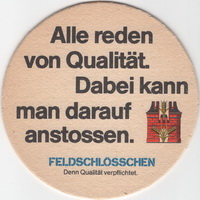 Alle reden
von Qualität.
Dabei kann
man darauf
anstossen.
FELDSCHLÖSSCHEN
Denn Qualität verpflichtet.